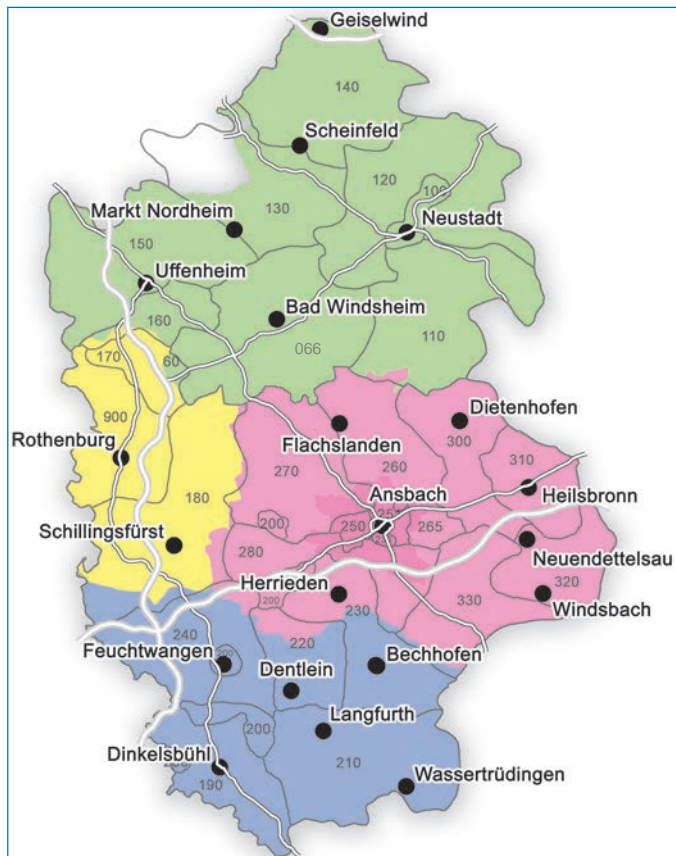 Geiselwind
140
Scheinfeld
120
100
130
Markt Nordheim
Neustadt
150
Uffenheim
160
Bad Windsheim
110
066
170
60
900
Dietenhofen
Flachslanden
300
Rothenburg
270
260
310
Ansbach
Heilsbronn
180
200
250
265
Schillingsfürst
280
Neuendettelsau
Herrieden
200
230
330
320
Windsbach
240
220
Feuchtwangen
200
Bechhofen
Dentlein
200
Langfurth
Dinkelsbühl
210
190
Wassertrüdingen